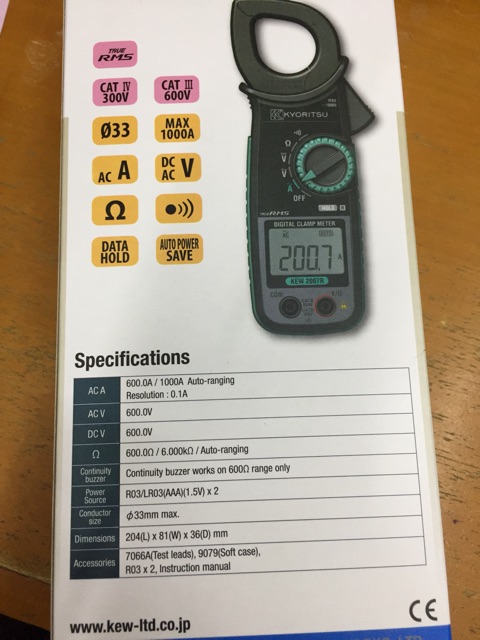 TRUE
RMS
CAT IV
300V
CAT III
600V
Ø33
MAX
1000A
AC A
DC
AC V
Ω
DATA
HOLD
AUTO POWER
SAVE
KYORITSU
Ω
V
V
A
OFF
HOLD
TRUE RMS
DIGITAL CLAMP METER
AC
200.7 A
KEW 2007R
COM
V/Ω
Specifications
AC A
600.0A / 1000A Auto-ranging
Resolution : 0.1A
AC V 600.0V
DC V 600.0V
Ω 600.0Ω / 6.000kΩ / Auto-ranging
Continuity
buzzer
Continuity buzzer works on 600Ω range only
Power
Source
R03/LR03(AAA)(1.5V) x 2
Conductor
size
ϕ33mm max.
Dimensions 204(L) x 81(W) x 36(D) mm
Accessories
7066A(Test leads), 9079(Soft case),
R03 x 2, Instruction manual
www.kew-ltd.co.jp
CE